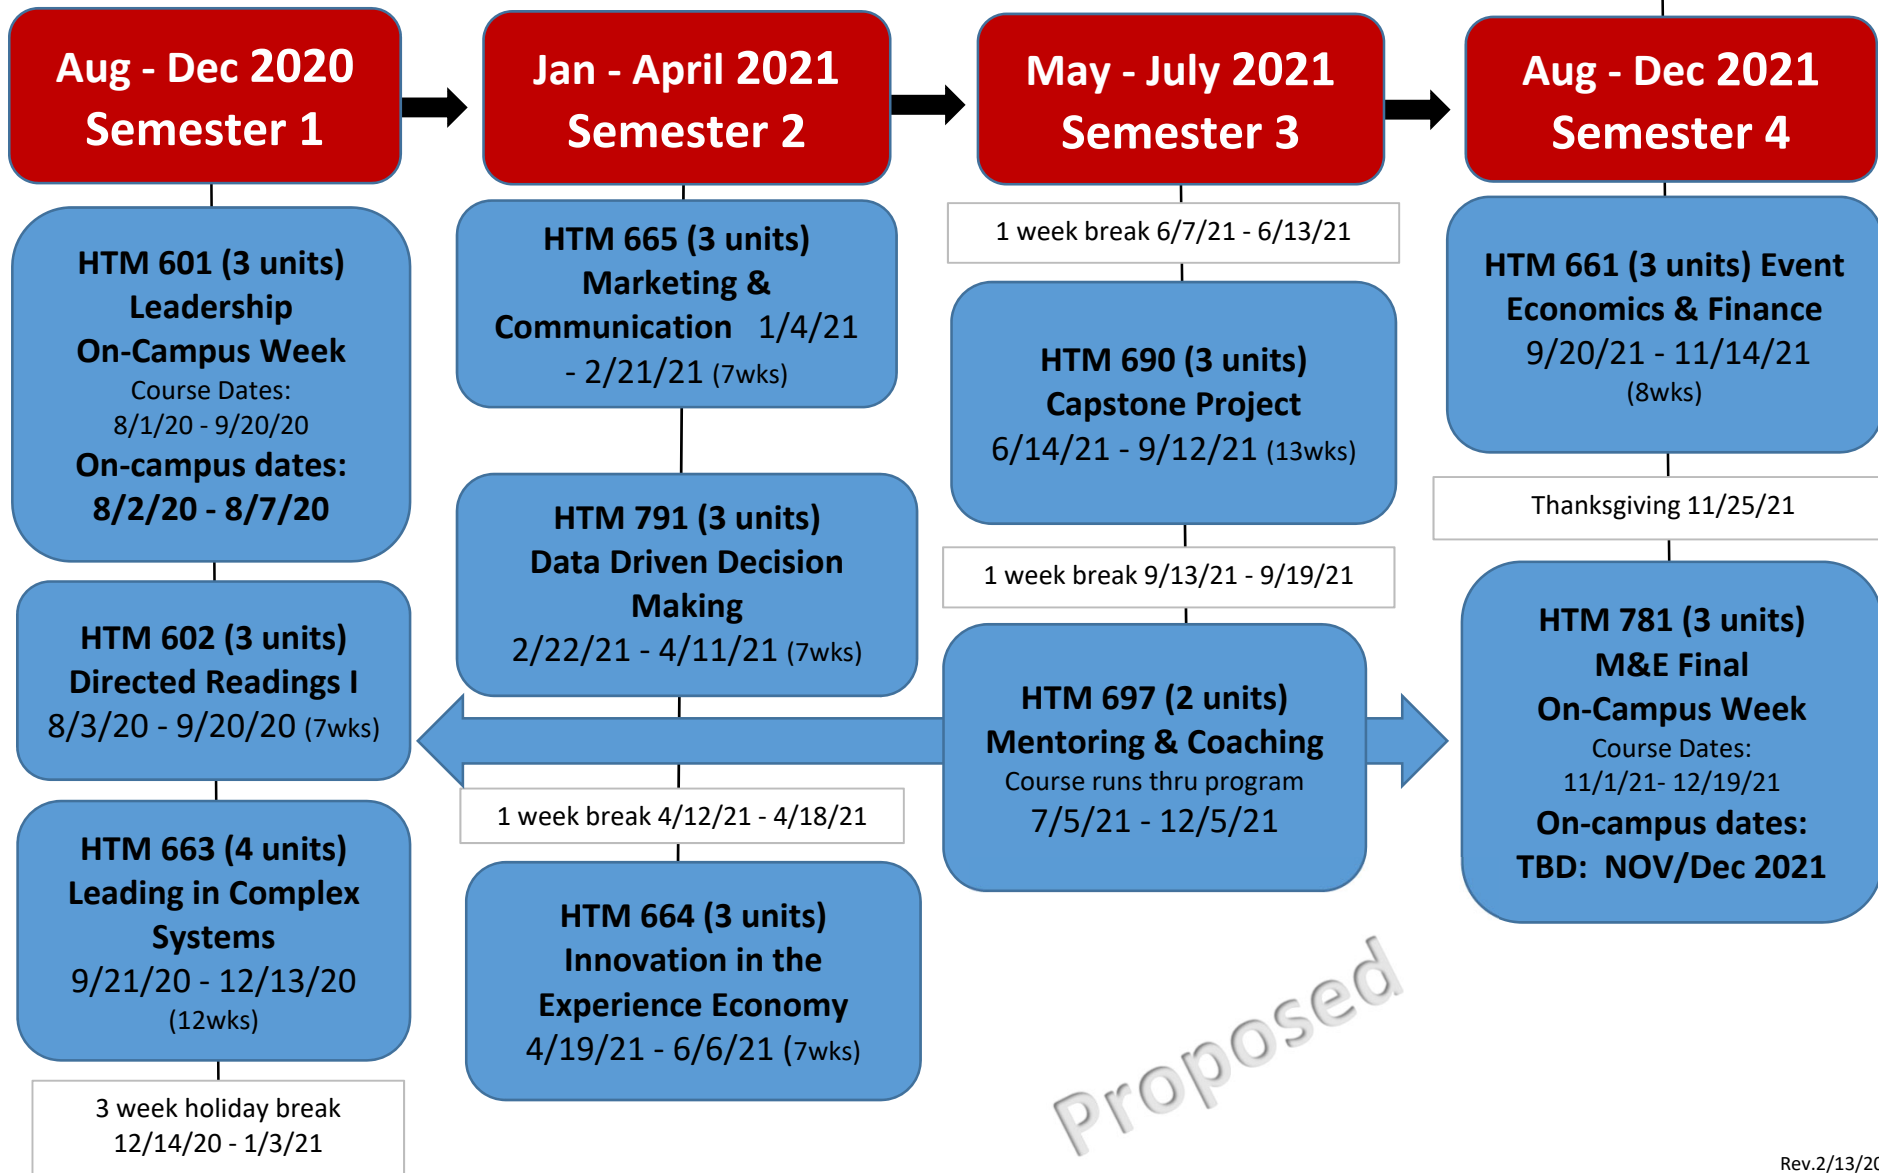 Aug - Dec 2020
Semester 1
HTM 601 (3 units)
Leadership
On-Campus Week
Course Dates:
8/1/20 - 9/20/20
On-campus dates:
8/2/20 - 8/7/20
HTM 602 (3 units)
Directed Readings I
8/3/20 - 9/20/20 (7wks)
HTM 663 (4 units)
Leading in Complex
Systems
9/21/20 - 12/13/20
(12wks)
3 week holiday break
12/14/20 - 1/3/21
Jan - April 2021
Semester 2
HTM 665 (3 units)
Marketing &
Communication 1/4/21
- 2/21/21 (7wks)
HTM 791 (3 units)
Data Driven Decision
Making
2/22/21 - 4/11/21 (7wks)
1 week break 4/12/21 - 4/18/21
HTM 664 (3 units)
Innovation in the
Experience Economy
4/19/21 - 6/6/21 (7wks)
May - July 2021
Semester 3
1 week break 6/7/21 - 6/13/21
HTM 690 (3 units)
Capstone Project
6/14/21 - 9/12/21 (13wks)
1 week break 9/13/21 - 9/19/21
HTM 697 (2 units)
Mentoring & Coaching
Course runs thru program
7/5/21 - 12/5/21
Aug - Dec 2021
Semester 4
HTM 661 (3 units) Event
Economics & Finance
9/20/21 - 11/14/21
(8wks)
Thanksgiving 11/25/21
HTM 781 (3 units)
M&E Final
On-Campus Week
Course Dates:
11/1/21- 12/19/21
On-campus dates:
TBD: NOV/Dec 2021
Proposed
Rev.2/13/20